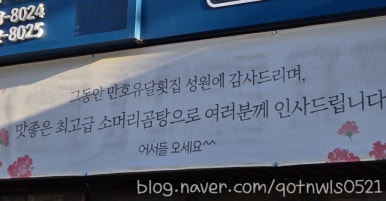 8-8024
-8025
그동안 만호유달횟집 성원에 감사드리며,
맛좋은 최고급 소머리곰탕으로 여러분께 인사드립니다
어서들 오세요~~
blog.naver.com/qotnwls0521